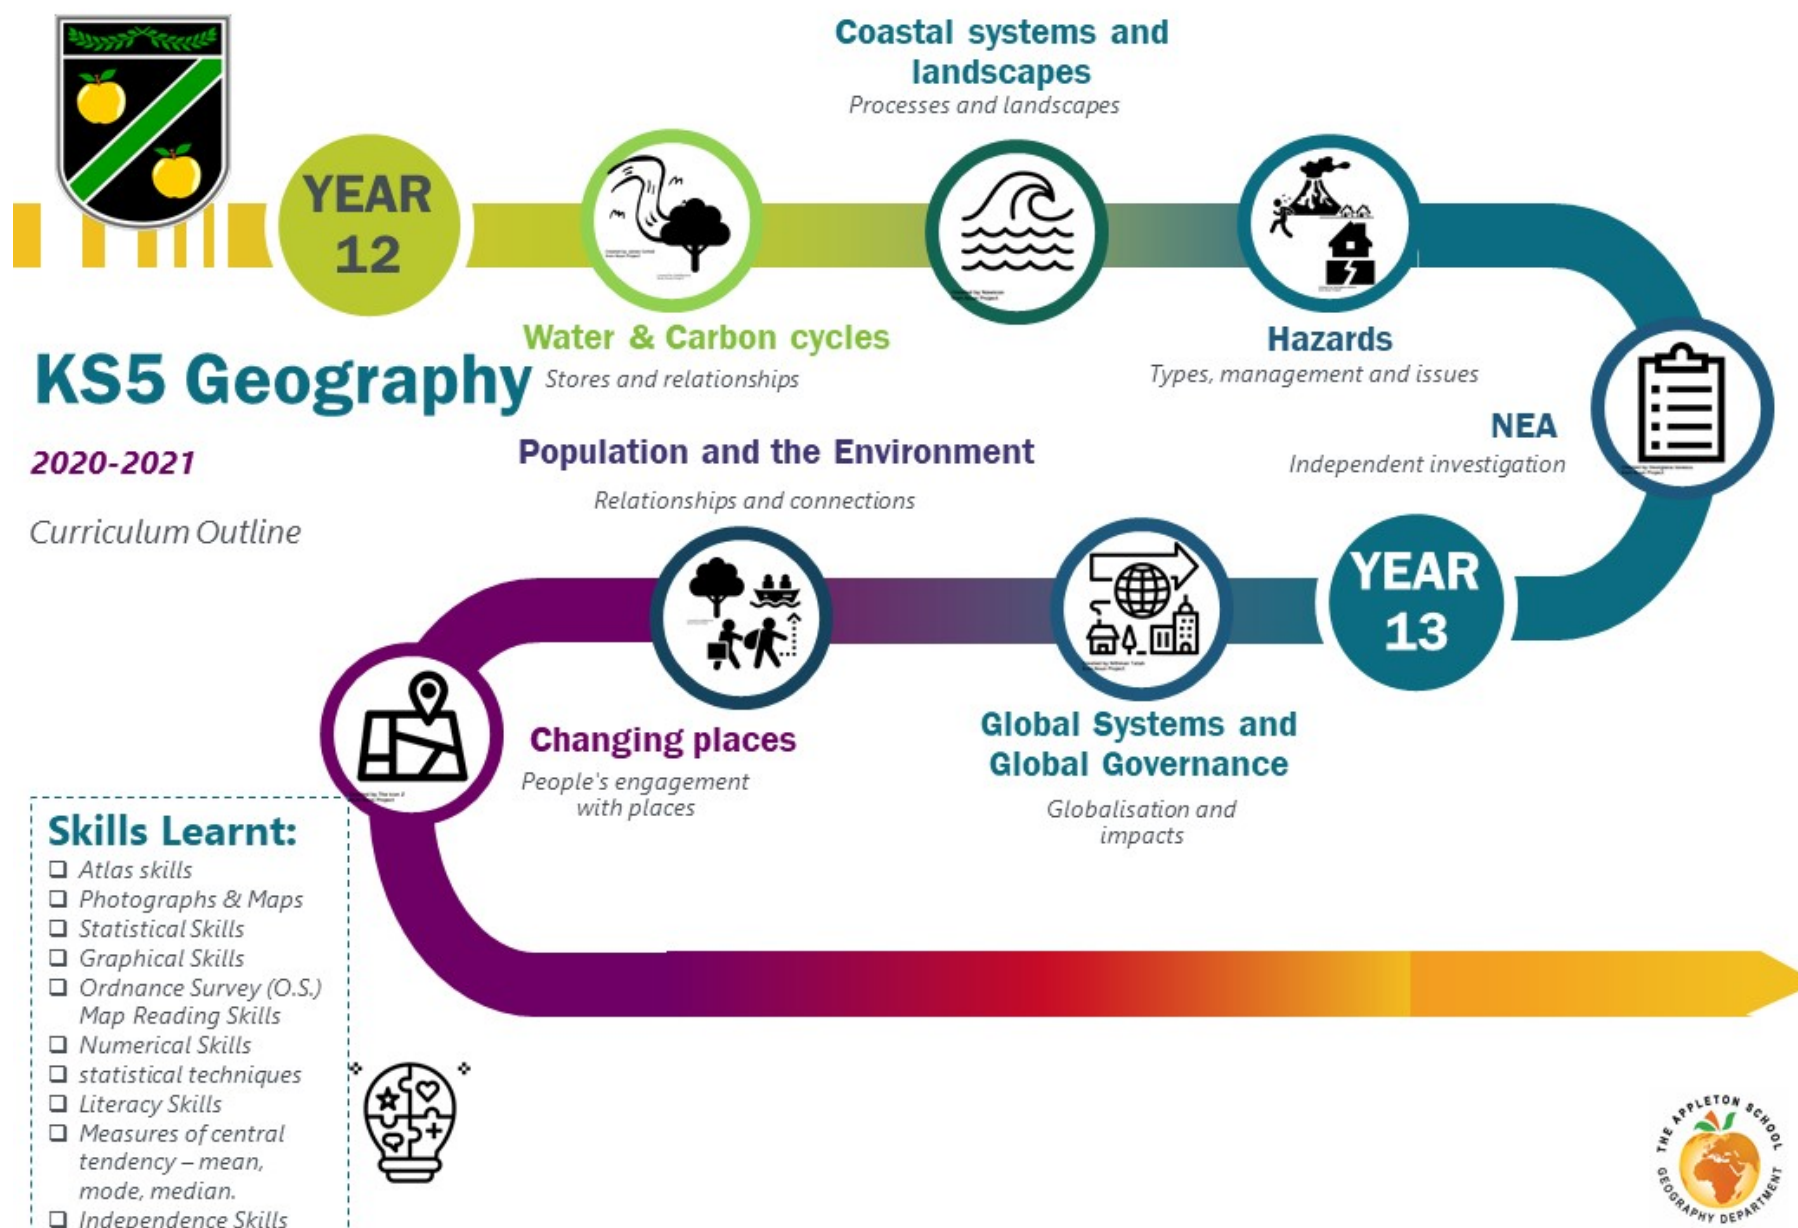 Coastal systems and
landscapes
Processes and landscapes
YEAR
12
Water & Carbon cycles
Stores and relationships
Hazards
Types, management and issues
KS5 Geography
2020-2021
Curriculum Outline
NEA
Independent investigation
Population and the Environment
Relationships and connections
YEAR
13
Global Systems and
Global Governance
Globalisation and
impacts
Changing places
People's engagement
with places
Skills Learnt:
Atlas skills
Photographs & Maps
Statistical Skills
Graphical Skills
Ordnance Survey (O.S.)
Map Reading Skills
Numerical Skills
statistical techniques
Literacy Skills
Measures of central
tendency – mean,
mode, median.
Independence Skills
THE APPLETON SCHOOL
GEOGRAPHY DEPARTMENT